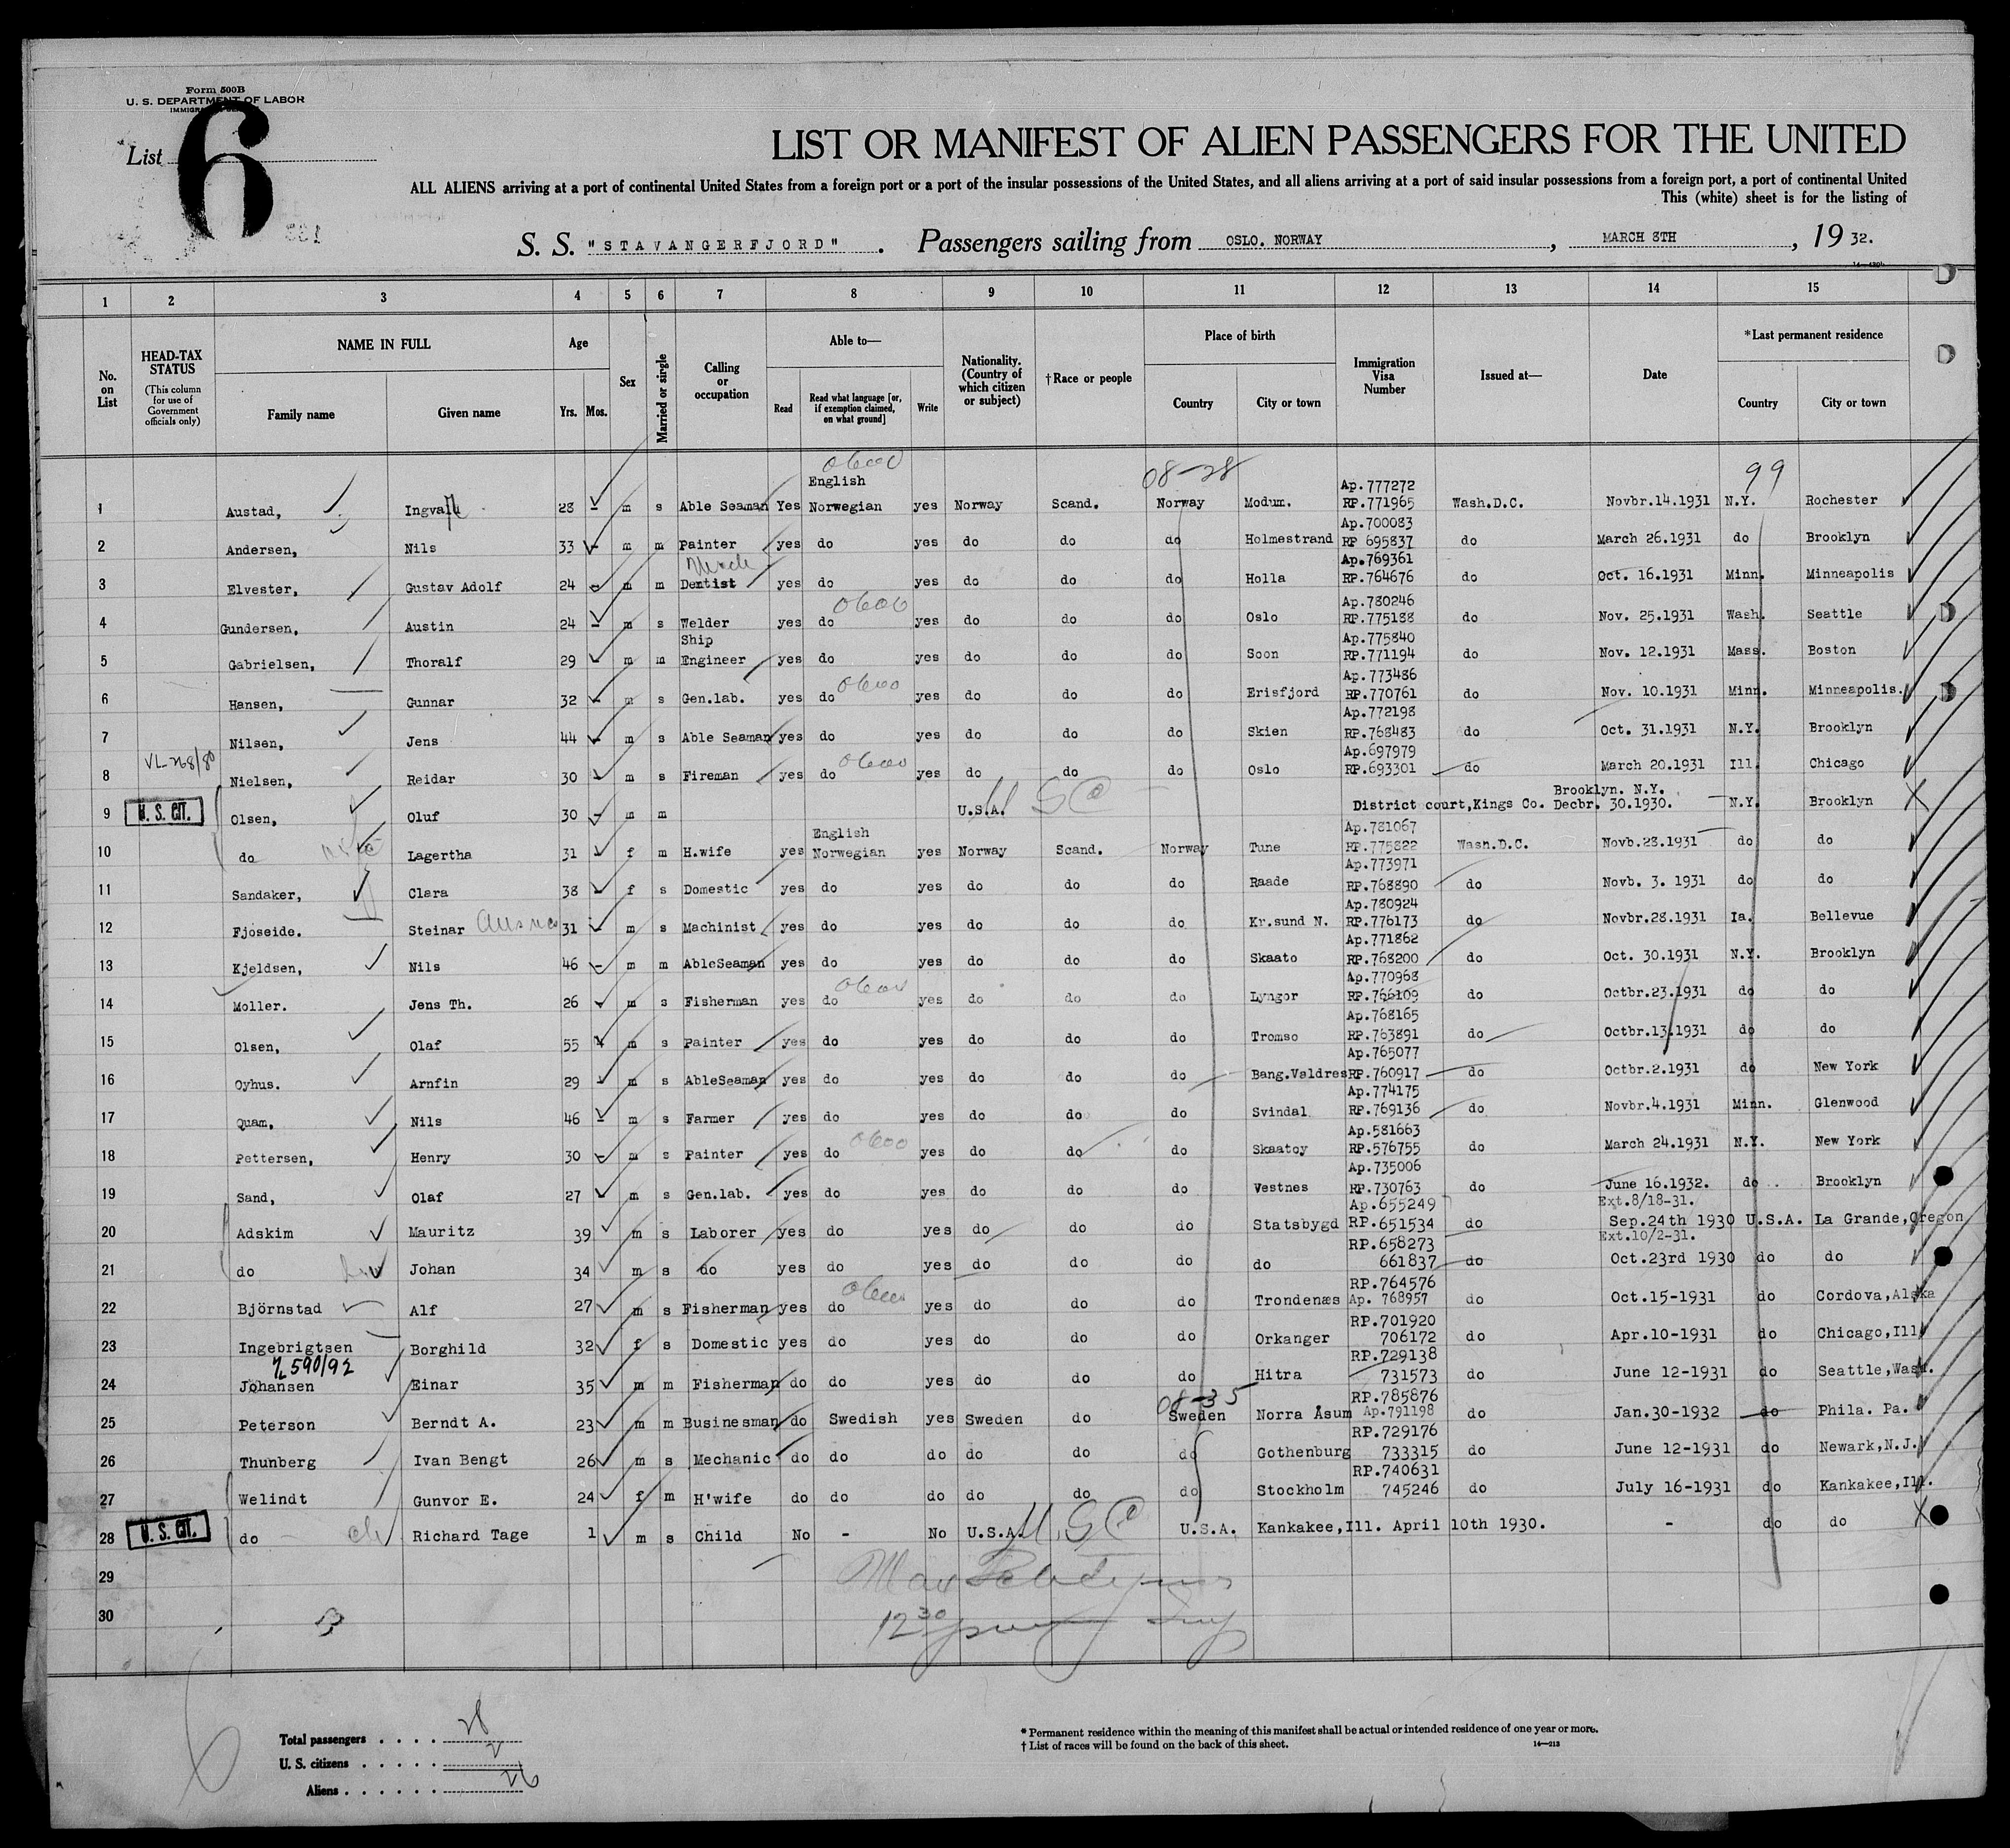 Form 500B
U. S. DEPARTMENT OF LABOR
List 6
LIST OR MANIFEST OF ALIEN PASSENGERS FOR THE UNITED
ALL ALIENS arriving at a port of continental United States from a foreign port or a port of the insular possessions of the United States, and all aliens arriving at a port of said insular possessions from a foreign port, a port of continental United
This (white) sheet is for the listing of
S. S. "STAVANGERFJORD" . Passengers sailing from OSLO. NORWAY , MARCH 8TH , 19 32.
1 2 3 4 5 6 7 8 9 10 11 12 13 14 15
No. on List HEAD-TAX STATUS (This column for use of Government officials only) NAME IN FULL Family name Given name Age Yrs. Mos. Sex Married or single Calling or occupation Able to— Read Read what language [or, if exemption claimed, on what ground] Write Nationality. (Country of which citizen or subject) †Race or people Place of birth Country City or town Immigration Visa Number Issued at— Date *Last permanent residence Country City or town
08-28 99
1 Austad, Ingvald 28 - m s Able Seaman Yes English Norwegian yes Norway Scand. Norway Modum. Ap.777272 RP.771965 Wash.D.C. Novbr.14.1931 N.Y. Rochester
2 Andersen, Nils 33 - m m Painter yes do yes do do do Holmestrand Ap.700083 RP 695837 do March 26.1931 do Brooklyn
3 Elvester, Gustav Adolf 24 - m m Dentist yes do yes do do do Holla Ap.769361 RP.764676 do Oct. 16.1931 Minn. Minneapolis
4 Gundersen, Austin 24 - m s Welder yes do yes do do do Oslo Ap.780246 RP.775188 do Nov. 25.1931 Wash. Seattle
5 Gabrielsen, Thoralf 29 - m m Ship Engineer yes do yes do do do Soon Ap.775840 RP.771194 do Nov. 12.1931 Mass. Boston
6 Hansen, Gunnar 32 - m s Gen.lab. yes do yes do do do Erisfjord Ap.773486 RP.770761 do Nov. 10.1931 Minn. Minneapolis.
7 Nilsen, Jens 44 - m s Able Seaman yes do yes do do do Skien Ap.772198 RP.768483 do Oct. 31.1931 N.Y. Brooklyn
8 Nielsen, Reidar 30 - m s Fireman yes do yes do do do Oslo Ap.697979 RP.693301 do March 20.1931 Ill. Chicago
9 U. S. CIT. Olsen, Oluf 30 - m m U.S.A. District court,Kings Co. Brooklyn. N.Y. Decbr. 30.1930. N.Y. Brooklyn
10 do Lagertha 31 - f m H.wife yes English Norwegian yes Norway Scand. Norway Tune Ap.781067 RP.775822 Wash.D.C. Novb.28.1931 do do
11 Sandaker, Clara 38 - f s Domestic yes do yes do do do Raade Ap.773971 RP.768890 do Novb. 3. 1931 do do
12 Fjoseide. Steinar 31 - m s Machinist yes do yes do do do Kr.sund N. Ap.780924 RP.776173 do Novbr.28.1931 Ia. Bellevue
13 Kjeldsen, Nils 46 - m m AbleSeaman yes do yes do do do Skaato Ap.771862 RP.768200 do Oct. 30.1931 N.Y. Brooklyn
14 Moller. Jens Th. 26 - m s Fisherman yes do yes do do do Lyngor Ap.770968 RP.766109 do Octbr.23.1931 do do
15 Olsen, Olaf 55 m s Painter yes do yes do do do Tromso Ap.768165 RP.763891 do Octbr.13.1931 do do
16 Oyhus. Arnfin 29 - m s AbleSeaman yes do yes do do do Bang.Valdres Ap.765077 RP.760917 do Octbr.2.1931 do New York
17 Quam, Nils 46 - m s Farmer yes do yes do do do Svindal Ap.774175 RP.769136 do Novbr.4.1931 Minn. Glenwood
18 Pettersen, Henry 30 - m s Painter yes do yes do do do Skaatoy Ap.581663 RP.576755 do March 24.1931 N.Y. New York
19 Sand, Olaf 27 - m s Gen.lab. yes do yes do do do Vestnes Ap.735006 RP.730763 do June 16.1932. do Brooklyn
20 Adskim Mauritz 39 m s Laborer yes do yes do do do Statsbygd Ap.655249 RP.651534 do Ext.8/18-31. Sep.24th 1930 U.S.A. La Grande,Oregon
21 do Johan 34 m s do yes do yes do do do do RP.658273 661837 do Ext.10/2-31. Oct.23rd 1930 do do
22 Björnstad Alf 27 m s Fisherman yes do yes do do do Trondenæs RP.764576 Ap. 768957 do Oct.15-1931 do Cordova,Alska
23 Ingebrigtsen Borghild 32 f s Domestic yes do yes do do do Orkanger RP.701920 706172 do Apr.10-1931 do Chicago,Ill
24 Johansen Einar 35 m m Fisherman do do yes do do do Hitra RP.729138 731573 do June 12-1931 do Seattle,Wash.
08-35
25 Peterson Berndt A. 23 m m Businesman do Swedish yes Sweden do Sweden Norra Åsum RP.785876 Ap.791198 do Jan.30-1932 do Phila. Pa.
26 Thunberg Ivan Bengt 26 m s Mechanic do do do do do do Gothenburg RP.729176 733315 do June 12-1931 do Newark,N.J.
27 Welindt Gunvor E. 24 f m H'wife do do do do do do Stockholm RP.740631 745246 do July 16-1931 do Kankakee,Ill.
28 U. S. CIT. do Richard Tage 1 m s Child No - No U.S.A. U.S.A. Kankakee,Ill. April 10th 1930. - do do
29
30
Total passengers . . . . 28
U. S. citizens . . . . . 2
Aliens . . . . . . 26
* Permanent residence within the meaning of this manifest shall be actual or intended residence of one year or more.
† List of races will be found on the back of this sheet.
14—213